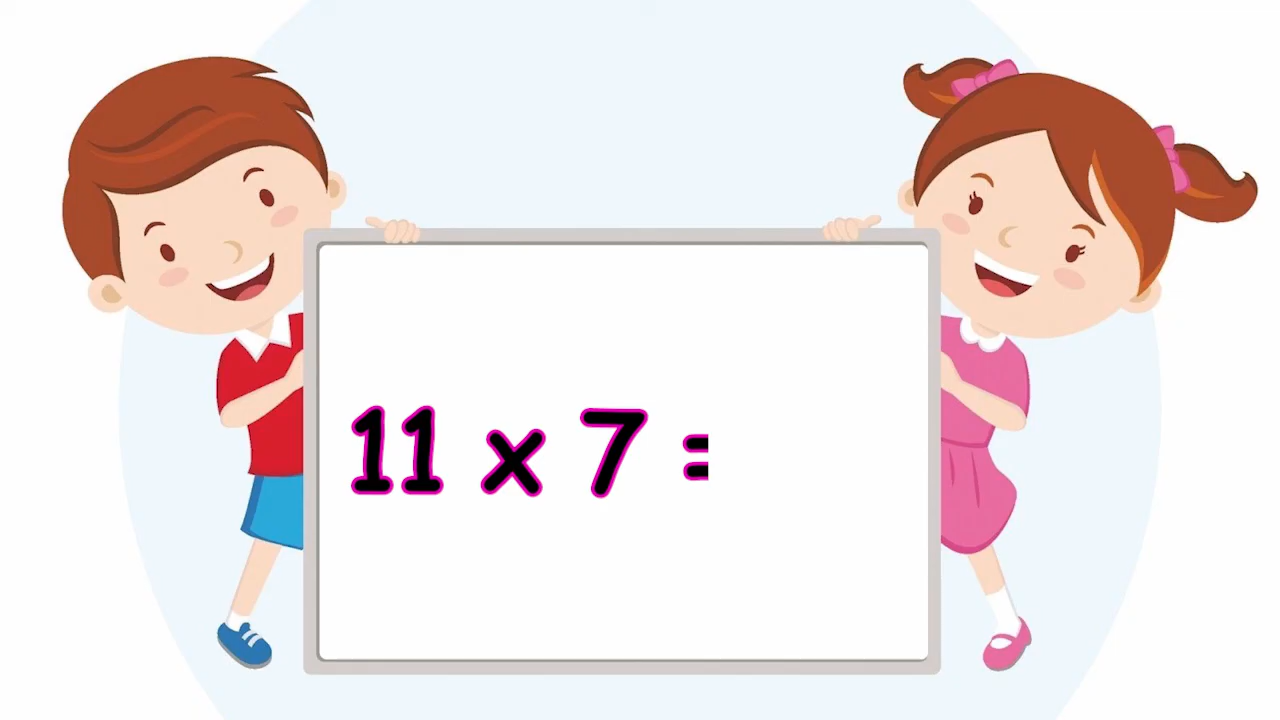 11 x 7 =